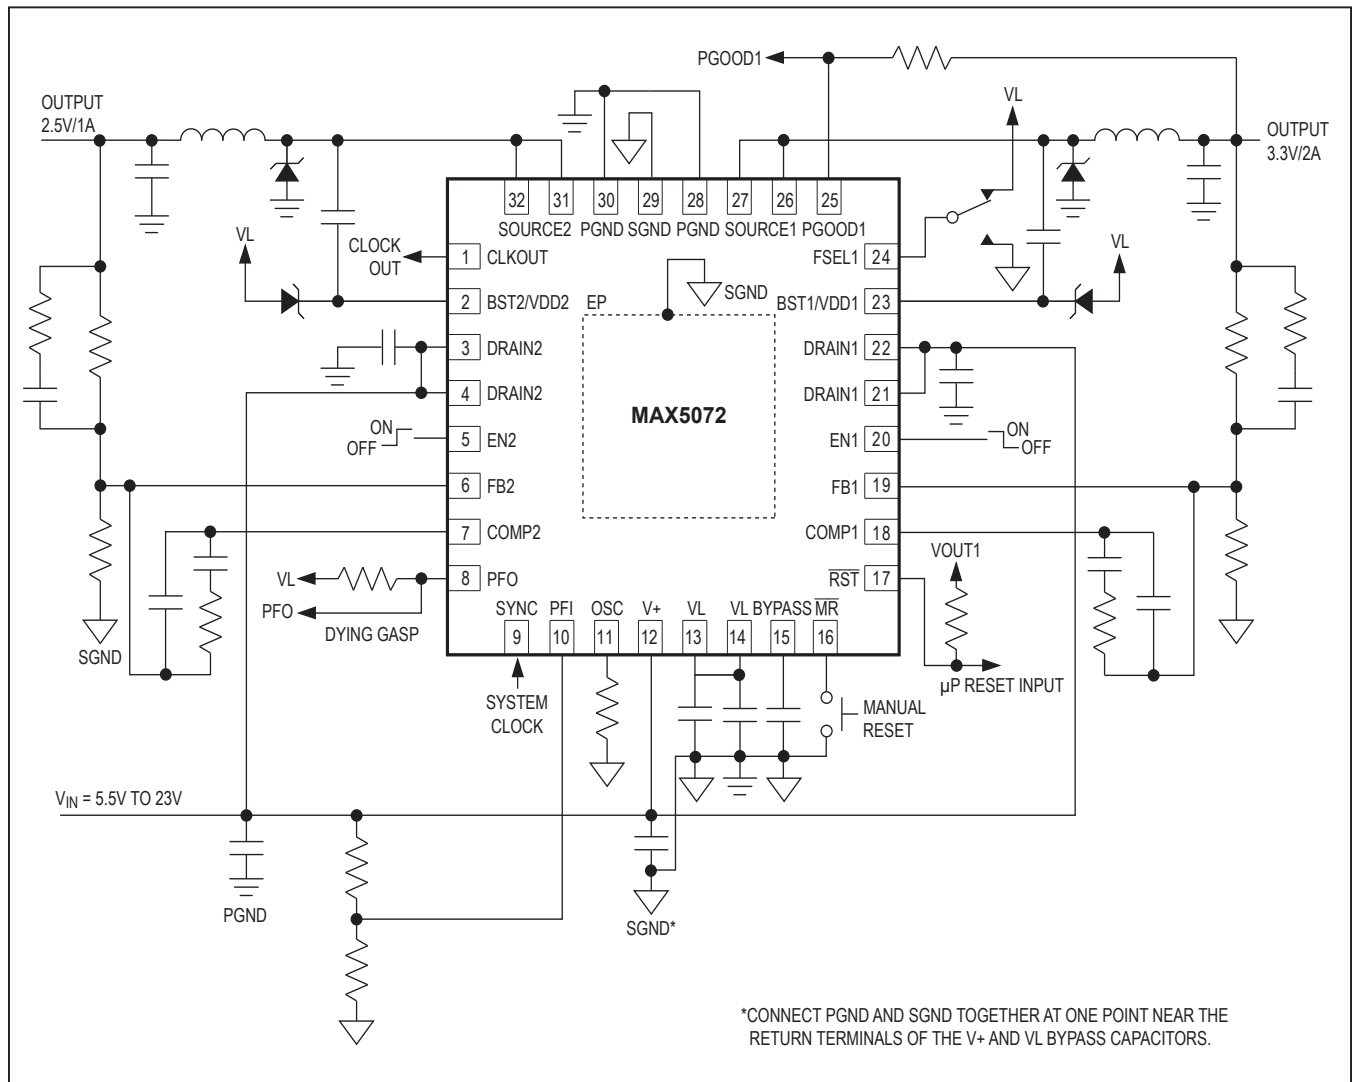 PGOOD1
OUTPUT
2.5V/1A
VL
OUTPUT
3.3V/2A
32 31 30 29 28 27 26 25
SOURCE2 PGND SGND PGND SOURCE1 PGOOD1
VL
CLOCK
OUT
1 CLKOUT
FSEL1 24
VL
2 BST2/VDD2
EP
SGND
BST1/VDD1 23
3 DRAIN2
DRAIN1 22
4 DRAIN2
DRAIN1 21
MAX5072
ON
OFF
5 EN2
EN1 20
ON
OFF
6 FB2
FB1 19
7 COMP2
COMP1 18
VOUT1
VL
8 PFO
RST 17
PFO
DYING GASP
SYNC PFI OSC V+ VL VL BYPASS MR
9 10 11 12 13 14 15 16
SGND
µP RESET INPUT
SYSTEM
CLOCK
MANUAL
RESET
VIN = 5.5V TO 23V
PGND
SGND*
*CONNECT PGND AND SGND TOGETHER AT ONE POINT NEAR THE
RETURN TERMINALS OF THE V+ AND VL BYPASS CAPACITORS.